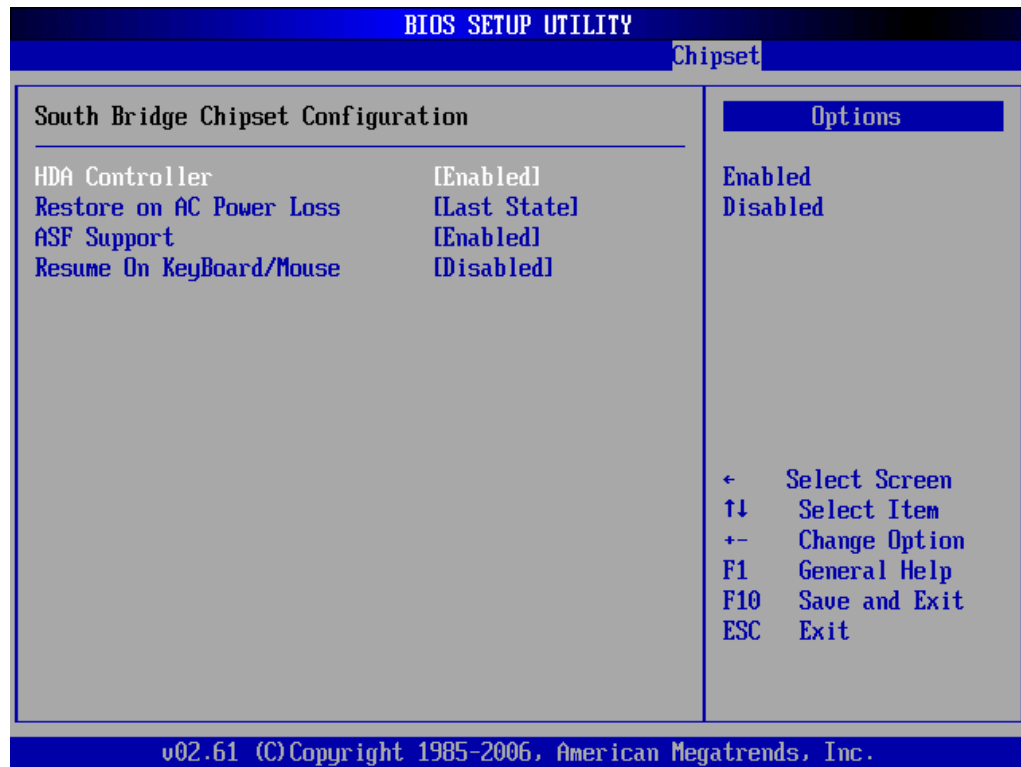 BIOS SETUP UTILITY
Chipset
South Bridge Chipset Configuration
HDA Controller [Enabled]
Restore on AC Power Loss [Last State]
ASF Support [Enabled]
Resume On KeyBoard/Mouse [Disabled]
Options
Enabled
Disabled
← Select Screen
↑↓ Select Item
+- Change Option
F1 General Help
F10 Save and Exit
ESC Exit
v02.61 (C)Copyright 1985-2006, American Megatrends, Inc.